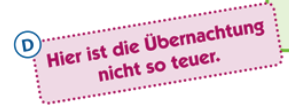 D
Hier ist die Übernachtung
nicht so teuer.